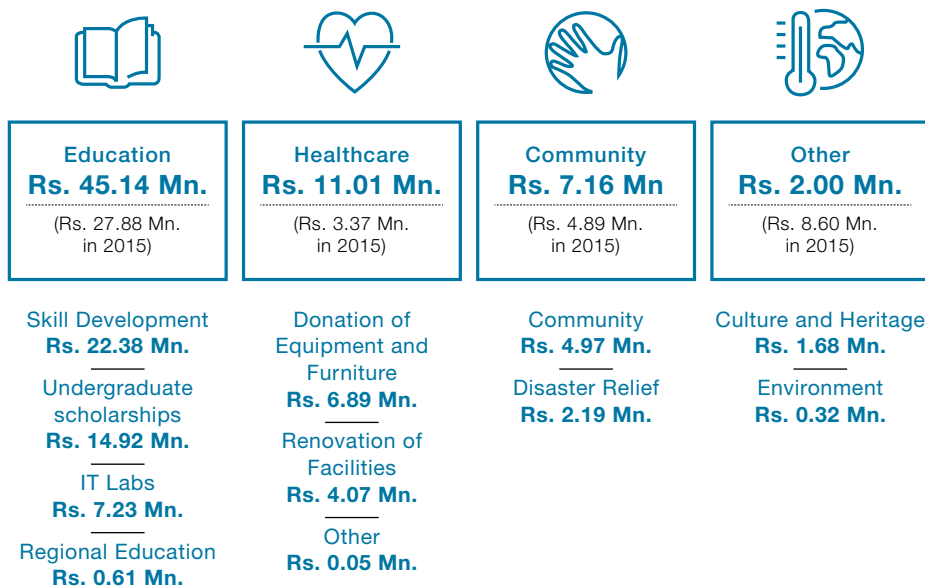 Education
Rs. 45.14 Mn.
(Rs. 27.88 Mn.
in 2015)
Skill Development
Rs. 22.38 Mn.
Undergraduate
scholarships
Rs. 14.92 Mn.
IT Labs
Rs. 7.23 Mn.
Regional Education
Rs. 0.61 Mn.
Healthcare
Rs. 11.01 Mn.
(Rs. 3.37 Mn.
in 2015)
Donation of
Equipment and
Furniture
Rs. 6.89 Mn.
Renovation of
Facilities
Rs. 4.07 Mn.
Other
Rs. 0.05 Mn.
Community
Rs. 7.16 Mn
(Rs. 4.89 Mn.
in 2015)
Community
Rs. 4.97 Mn.
Disaster Relief
Rs. 2.19 Mn.
Other
Rs. 2.00 Mn.
(Rs. 8.60 Mn.
in 2015)
Culture and Heritage
Rs. 1.68 Mn.
Environment
Rs. 0.32 Mn.